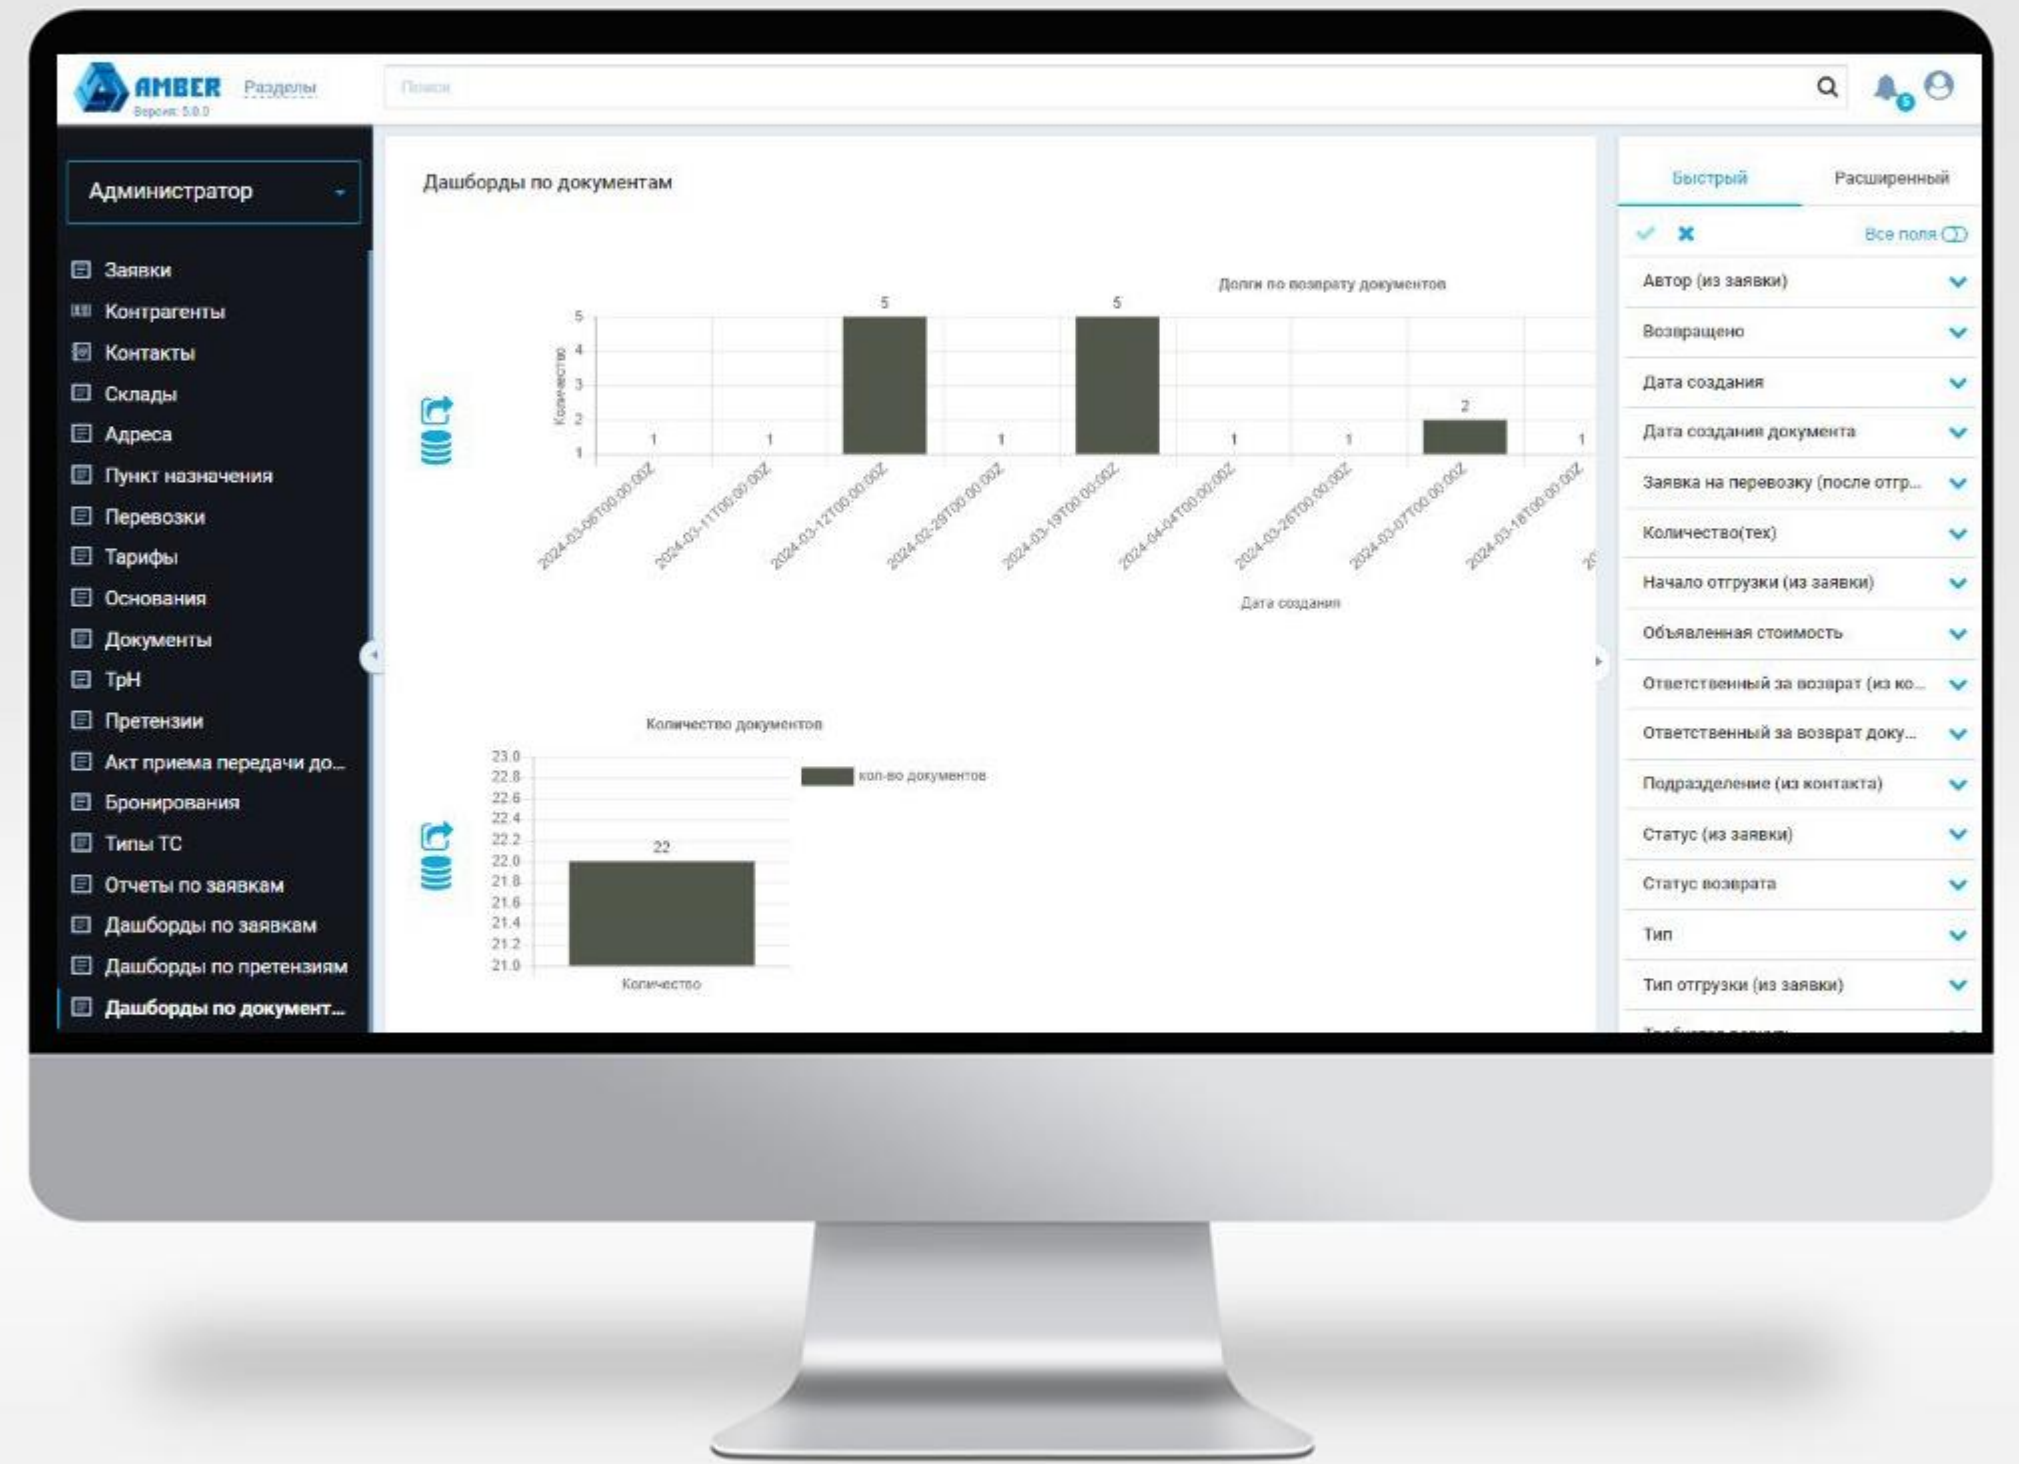 AMBER
Версия: 5.0.0
Разделы
Поиск
5
Администратор
Заявки
Контрагенты
Контакты
Склады
Адреса
Пункт назначения
Перевозки
Тарифы
Основания
Документы
ТрН
Претензии
Акт приема передачи до...
Бронирования
Типы ТС
Отчеты по заявкам
Дашборды по заявкам
Дашборды по претензиям
Дашборды по документ...
Дашборды по документам
Долги по возврату документов
5
4
3
2
1
Количество
1
1
5
1
5
1
1
2
1
2024-03-06T00:00:00Z
2024-03-11T00:00:00Z
2024-03-12T00:00:00Z
2024-02-29T00:00:00Z
2024-03-19T00:00:00Z
2024-04-04T00:00:00Z
2024-03-26T00:00:00Z
2024-03-07T00:00:00Z
2024-03-18T00:00:00Z
Дата создания
Количество документов
23.0
22.8
22.6
22.4
22.2
22.0
21.8
21.6
21.4
21.2
21.0
22
Количество
кол-во документов
Быстрый
Расширенный
Все поля
Автор (из заявки)
Возвращено
Дата создания
Дата создания документа
Заявка на перевозку (после отгр...
Количество(тех)
Начало отгрузки (из заявки)
Объявленная стоимость
Ответственный за возврат (из ко...
Ответственный за возврат доку...
Подразделение (из контакта)
Статус (из заявки)
Статус возврата
Тип
Тип отгрузки (из заявки)